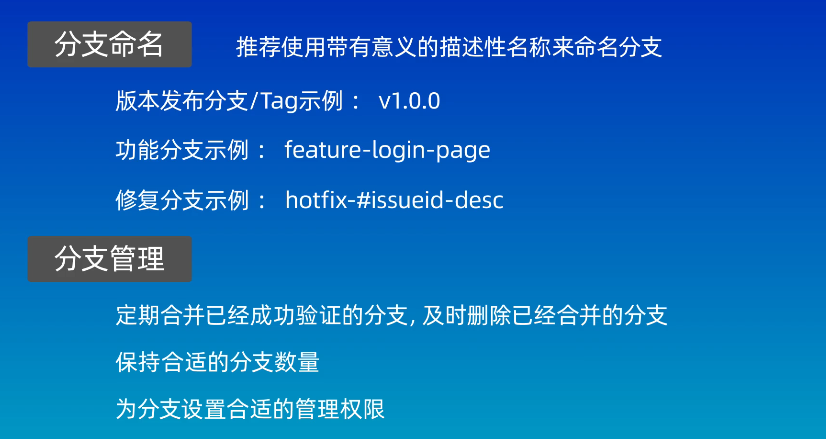 分支命名 推荐使用带有意义的描述性名称来命名分支
版本发布分支/Tag示例： v1.0.0
功能分支示例： feature-login-page
修复分支示例： hotfix-#issueid-desc
分支管理
定期合并已经成功验证的分支, 及时删除已经合并的分支
保持合适的分支数量
为分支设置合适的管理权限